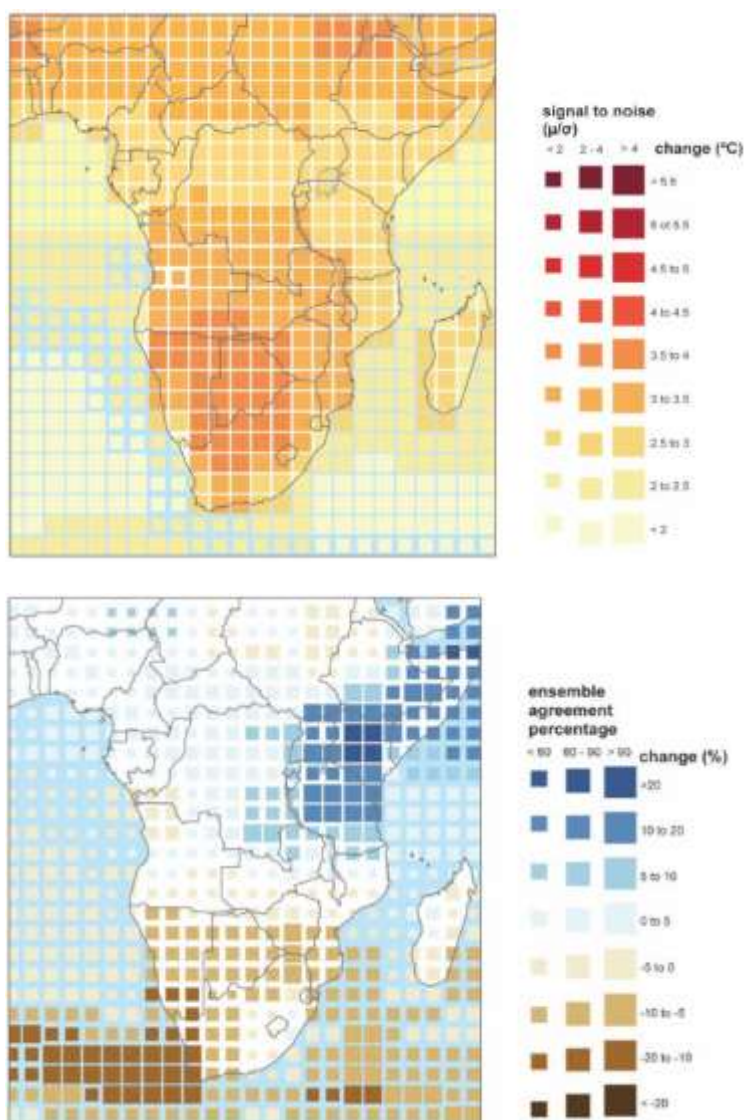 signal to noise
(μ/σ)
< 2 2 - 4 > 4 change (ºC)
> 5.5
5 or 5.5
4.5 to 5
4 to 4.5
3.5 to 4
3 to 3.5
2.5 to 3
2 to 2.5
< 2
ensemble
agreement
percentage
< 60 60 - 90 > 90 change (%)
>20
10 to 20
5 to 10
0 to 5
-5 to 0
-10 to -5
-20 to -10
< -20